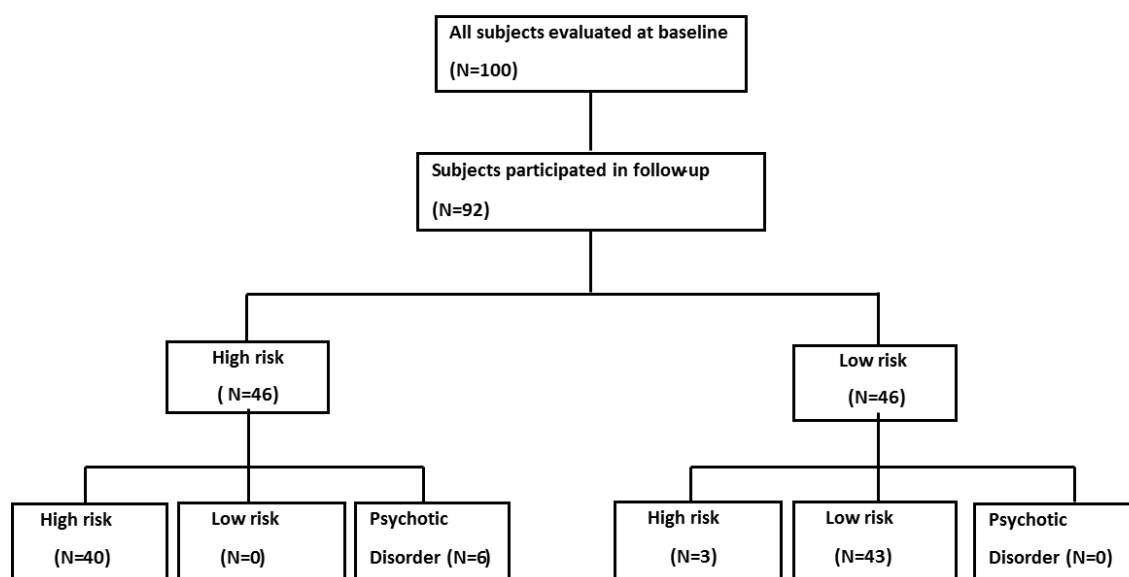 All subjects evaluated at baseline
(N=100)
Subjects participated in follow-up
(N=92)
High risk
( N=46)
Low risk
(N=46)
High risk
(N=40)
Low risk
(N=0)
Psychotic
Disorder (N=6)
High risk
(N=3)
Low risk
(N=43)
Psychotic
Disorder (N=0)